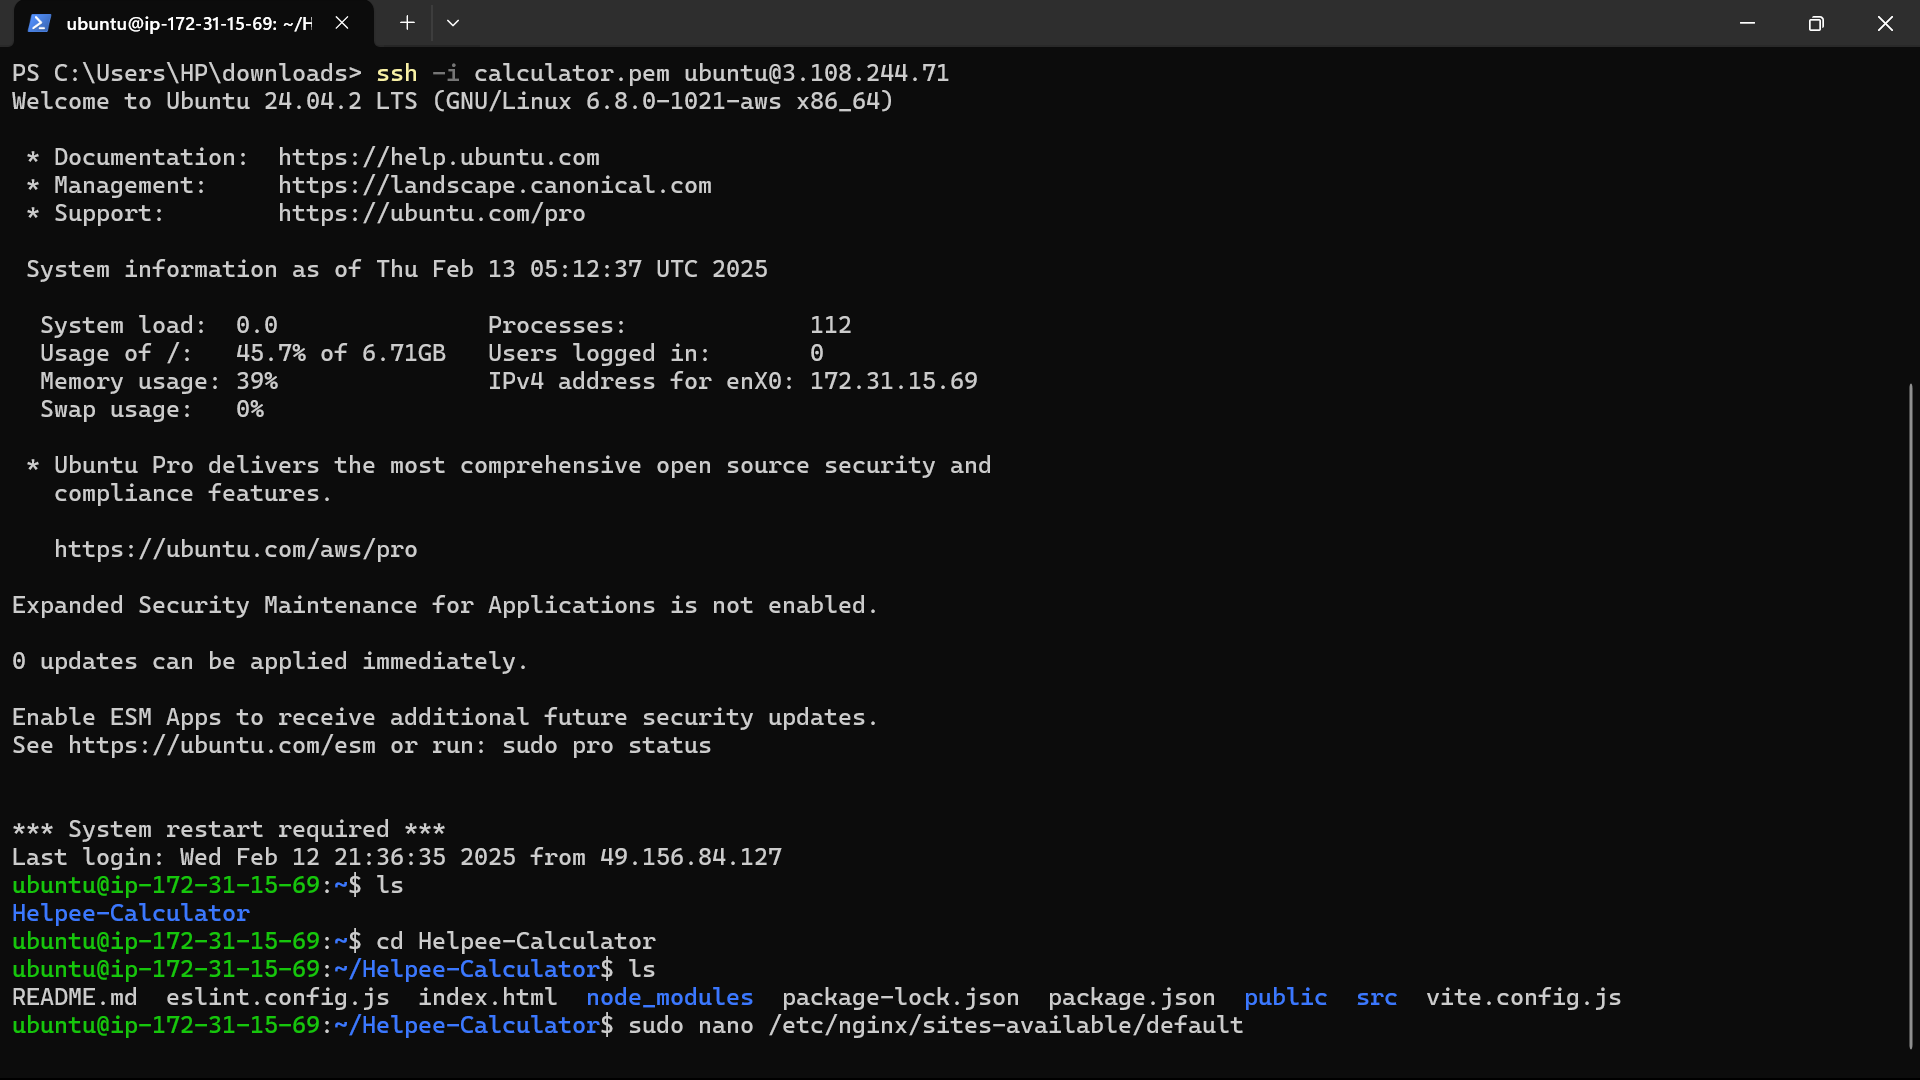 ubuntu@ip-172-31-15-69: ~/H
PS C:\Users\HP\downloads> ssh -i calculator.pem ubuntu@3.108.244.71
Welcome to Ubuntu 24.04.2 LTS (GNU/Linux 6.8.0-1021-aws x86_64)
* Documentation:  https://help.ubuntu.com
* Management:     https://landscape.canonical.com
* Support:        https://ubuntu.com/pro
System information as of Thu Feb 13 05:12:37 UTC 2025
System load:  0.0               Processes:             112
Usage of /:   45.7% of 6.71GB   Users logged in:       0
Memory usage: 39%               IPv4 address for enX0: 172.31.15.69
Swap usage:   0%
* Ubuntu Pro delivers the most comprehensive open source security and
compliance features.
https://ubuntu.com/aws/pro
Expanded Security Maintenance for Applications is not enabled.
0 updates can be applied immediately.
Enable ESM Apps to receive additional future security updates.
See https://ubuntu.com/esm or run: sudo pro status
*** System restart required ***
Last login: Wed Feb 12 21:36:35 2025 from 49.156.84.127
ubuntu@ip-172-31-15-69:~$ ls
Helpee-Calculator
ubuntu@ip-172-31-15-69:~$ cd Helpee-Calculator
ubuntu@ip-172-31-15-69:~/Helpee-Calculator$ ls
README.md  eslint.config.js  index.html  node_modules  package-lock.json  package.json  public  src  vite.config.js
ubuntu@ip-172-31-15-69:~/Helpee-Calculator$ sudo nano /etc/nginx/sites-available/default